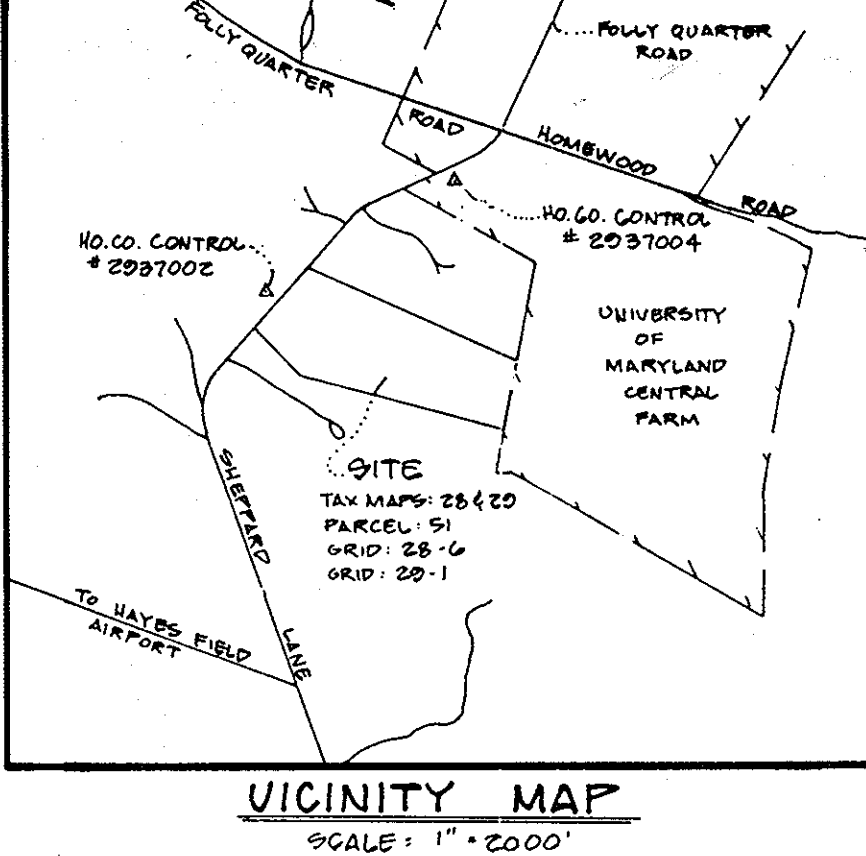 FOLLY QUARTER
ROAD
FOLLY QUARTER
ROAD
HOMEWOOD
ROAD
HO.CO. CONTROL
# 2937002
HO.CO. CONTROL
# 2937004
UNIVERSITY
OF
MARYLAND
CENTRAL
FARM
SITE
TAX MAPS: 28 & 29
PARCEL: 51
GRID: 28-6
GRID: 29-1
SHEPPARD
LANE
TO HAYES FIELD
AIRPORT
VICINITY MAP
SCALE: 1" = 2000'